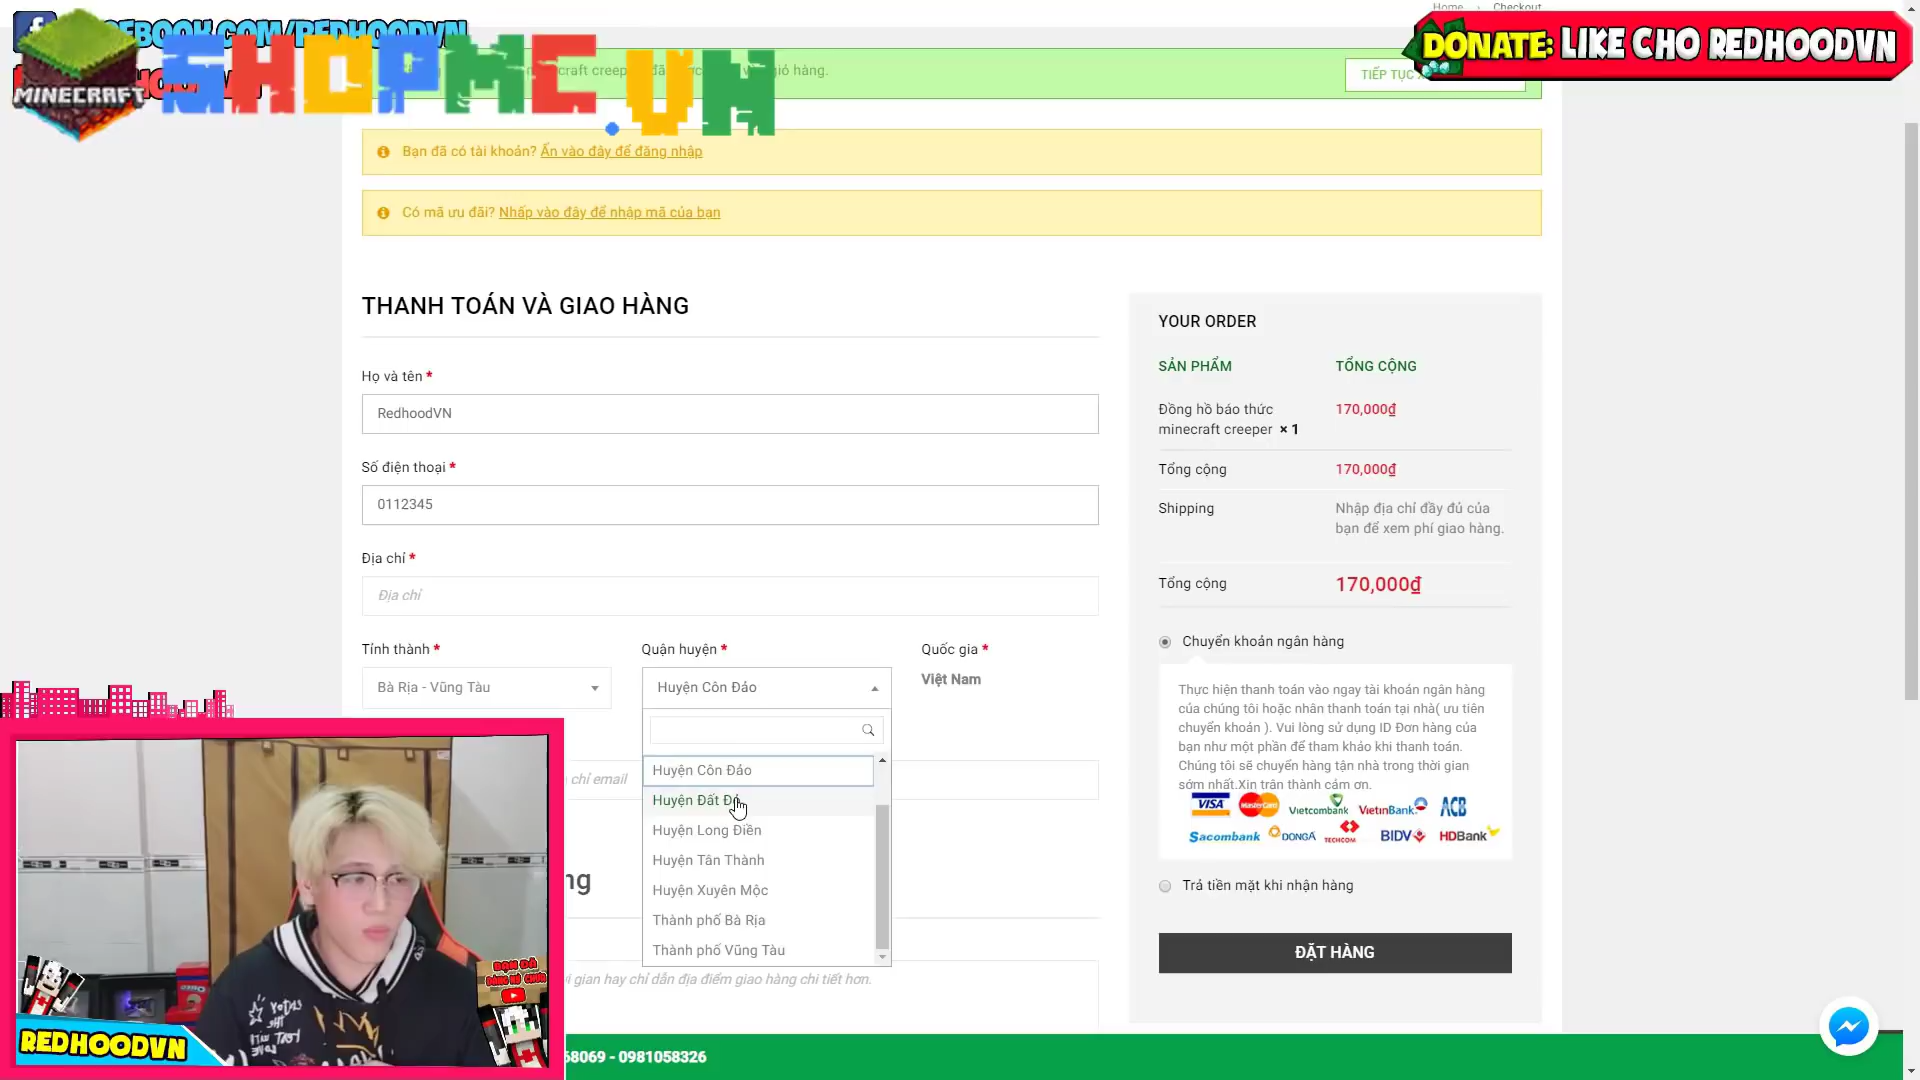 Home > Checkout
FACEBOOK.COM/REDHOODVN
MINECRAFT
SHOPMC.VN
giỏ hàng.
TIẾP TỤC
DONATE: LIKE CHO REDHOODVN
Bạn đã có tài khoản? Ấn vào đây để đăng nhập
Có mã ưu đãi? Nhấp vào đây để nhập mã của bạn
THANH TOÁN VÀ GIAO HÀNG
Họ và tên *
RedhoodVN
Số điện thoại *
0112345
Địa chỉ *
Địa chỉ
Tỉnh thành *
Quận huyện *
Quốc gia *
Bà Rịa - Vũng Tàu
Huyện Côn Đảo
Việt Nam
chỉ email
Huyện Côn Đảo
Huyện Đất Đỏ
Huyện Long Điền
Huyện Tân Thành
Huyện Xuyên Mộc
Thành phố Bà Rịa
Thành phố Vũng Tàu
gian hay chỉ dẫn địa điểm giao hàng chi tiết hơn.
YOUR ORDER
SẢN PHẨM TỔNG CỘNG
Đồng hồ báo thức 170,000₫
minecraft creeper × 1
Tổng cộng 170,000₫
Shipping Nhập địa chỉ đầy đủ của
bạn để xem phí giao hàng.
Tổng cộng 170,000₫
Chuyển khoản ngân hàng
Thực hiện thanh toán vào ngay tài khoản ngân hàng
của chúng tôi hoặc nhân thanh toán tại nhà( ưu tiên
chuyển khoản ). Vui lòng sử dụng ID Đơn hàng của
bạn như một phần để tham khảo khi thanh toán.
Chúng tôi sẽ chuyển hàng tận nhà trong thời gian
sớm nhất.Xin trân thành cám ơn.
VISA MasterCard Vietcombank VietinBank ACB
Sacombank DONGA TECHCOM BIDV HDBank
Trả tiền mặt khi nhận hàng
ĐẶT HÀNG
BẠN ĐÃ
ĐĂNG KÝ CHƯA
REDHOODVN
68069 - 0981058326